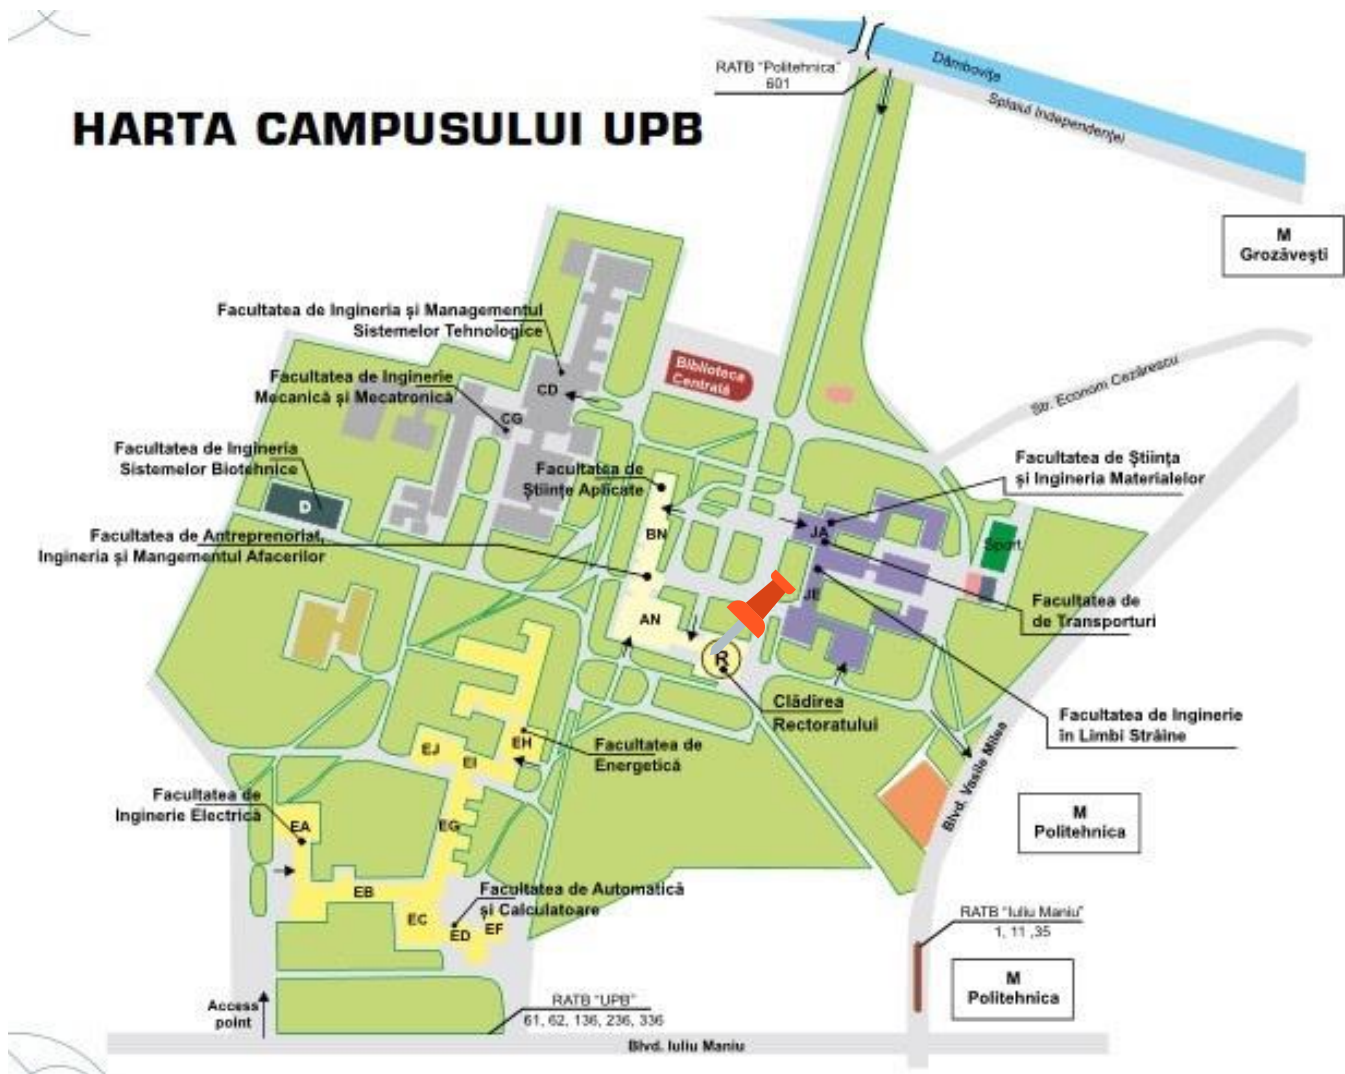 RATB "Politehnica"
601
Dâmbovița
Splaiul Independenței
HARTA CAMPUSULUI UPB
M
Grozăvești
Facultatea de Ingineria și Managementul
Sistemelor Tehnologice
Biblioteca
Centrală
Str. Econom Cezărescu
Facultatea de Inginerie
Mecanică și Mecatronică
CD
CG
Facultatea de Ingineria
Sistemelor Biotehnice
Facultatea de
Științe Aplicate
Facultatea de Știința
și Ingineria Materialelor
D
BN
JA
Sport
Facultatea de Antreprenoriat,
Ingineria și Mangementul Afacerilor
JE
Facultatea de
de Transporturi
AN
R
Clădirea
Rectoratului
Facultatea de Inginerie
în Limbi Străine
EJ
EI
EH
Facultatea de
Energetică
Blvd. Vasile Milea
Facultatea de
Inginerie Electrică
EA
EG
M
Politehnica
EB
Facultatea de Automatică
și Calculatoare
EC
ED
EF
RATB "Iuliu Maniu"
1, 11 ,35
M
Politehnica
Access
point
RATB "UPB"
61, 62, 136, 236, 336
Blvd. Iuliu Maniu